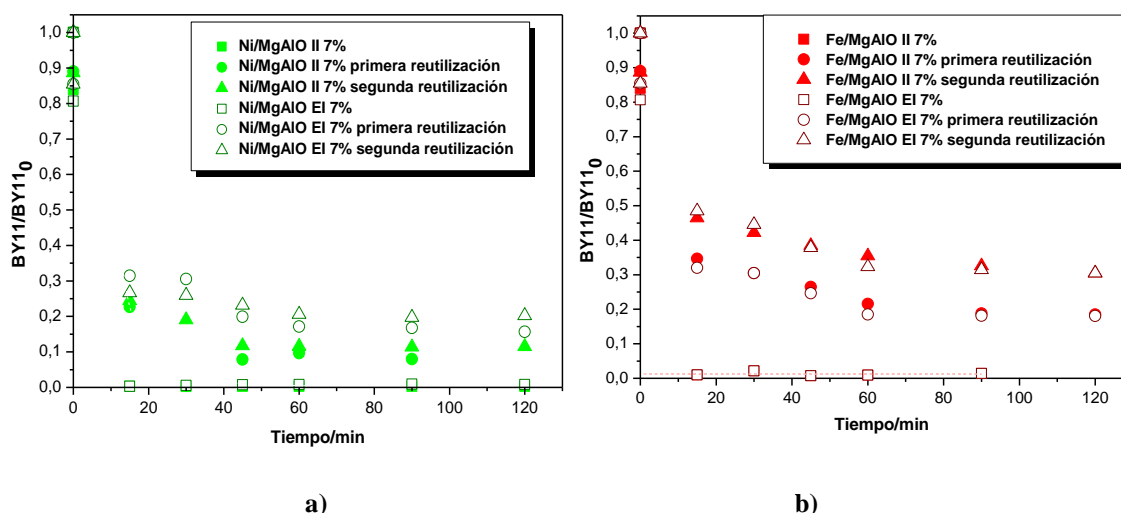 1,0
0,9
0,8
0,7
0,6
0,5
0,4
0,3
0,2
0,1
0,0
BY11/BY11₀
0 20 40 60 80 100 120
Tiempo/min
Ni/MgAlO II 7%
Ni/MgAlO II 7% primera reutilización
Ni/MgAlO II 7% segunda reutilización
Ni/MgAlO EI 7%
Ni/MgAlO EI 7% primera reutilización
Ni/MgAlO EI 7% segunda reutilización
a)
1,0
0,9
0,8
0,7
0,6
0,5
0,4
0,3
0,2
0,1
0,0
BY11/BY11₀
0 20 40 60 80 100 120
Tiempo/min
Fe/MgAlO II 7%
Fe/MgAlO II 7% primera reutilización
Fe/MgAlO II 7% segunda reutilización
Fe/MgAlO EI 7%
Fe/MgAlO EI 7% primera reutilización
Fe/MgAlO EI 7% segunda reutilización
b)